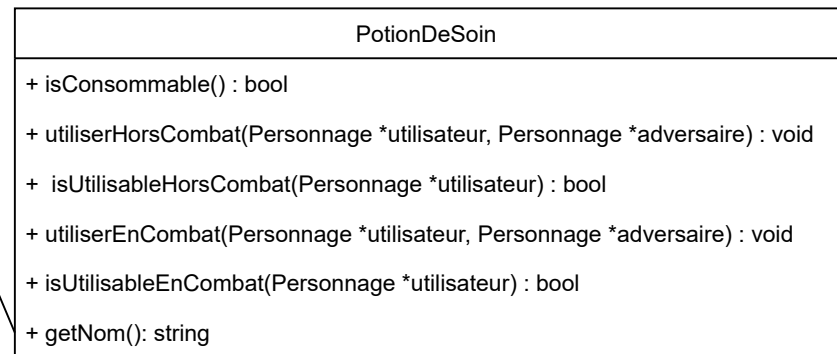 PotionDeSoin
+ isConsommable() : bool
+ utiliserHorsCombat(Personnage *utilisateur, Personnage *adversaire) : void
+ isUtilisableHorsCombat(Personnage *utilisateur) : bool
+ utiliserEnCombat(Personnage *utilisateur, Personnage *adversaire) : void
+ isUtilisableEnCombat(Personnage *utilisateur) : bool
+ getNom(): string